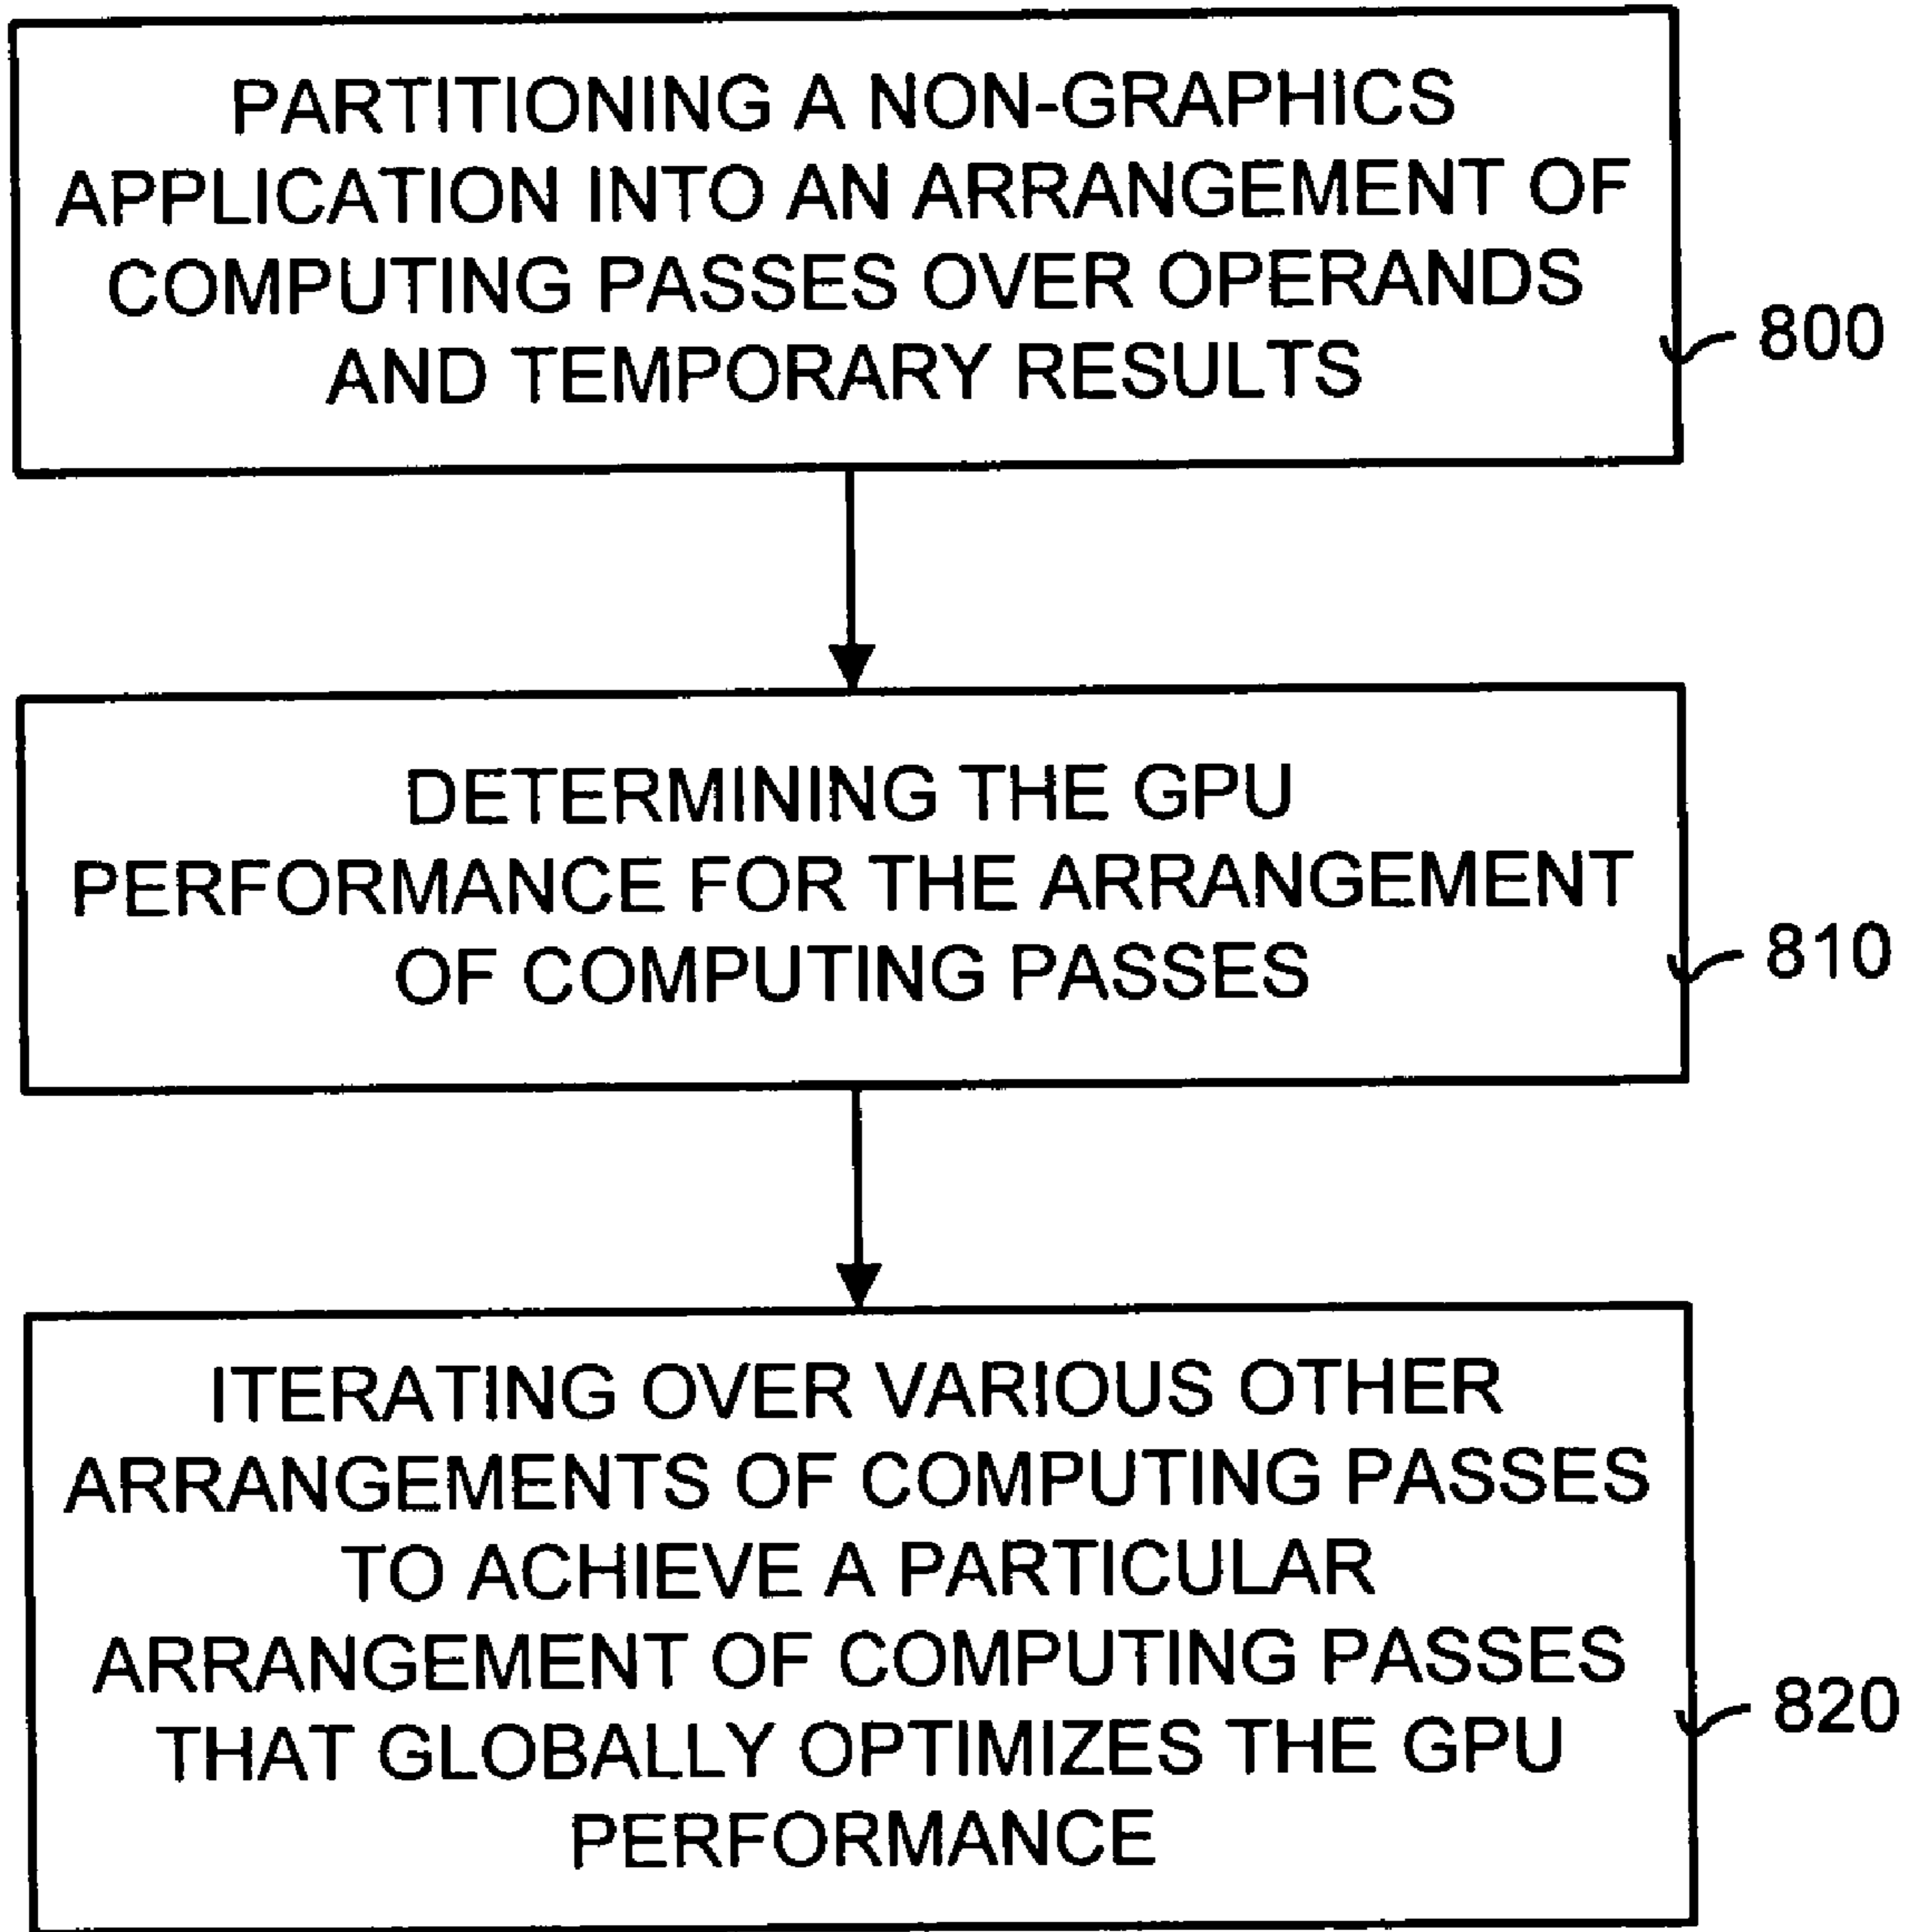 PARTITIONING A NON-GRAPHICS
APPLICATION INTO AN ARRANGEMENT OF
COMPUTING PASSES OVER OPERANDS
AND TEMPORARY RESULTS
800
DETERMINING THE GPU
PERFORMANCE FOR THE ARRANGEMENT
OF COMPUTING PASSES
810
ITERATING OVER VARIOUS OTHER
ARRANGEMENTS OF COMPUTING PASSES
TO ACHIEVE A PARTICULAR
ARRANGEMENT OF COMPUTING PASSES
THAT GLOBALLY OPTIMIZES THE GPU
PERFORMANCE
820